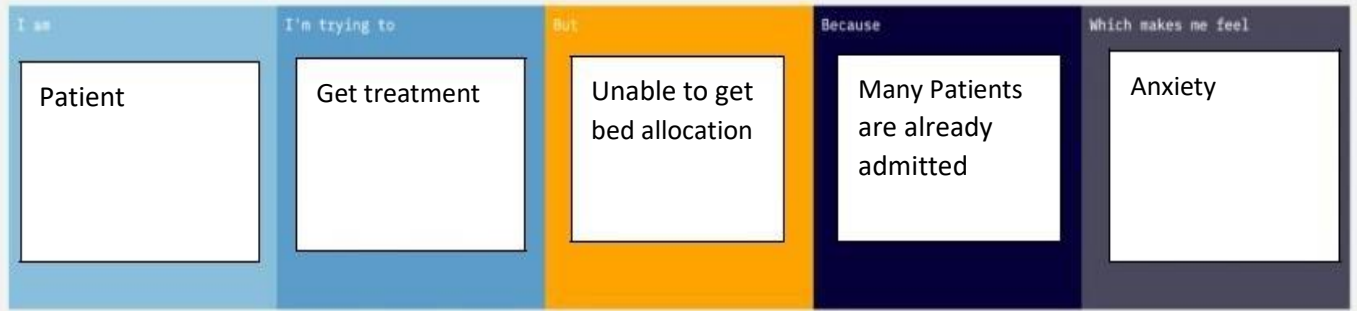 I am
Patient
I'm trying to
Get treatment
But
Unable to get
bed allocation
Because
Many Patients
are already
admitted
Which makes me feel
Anxiety